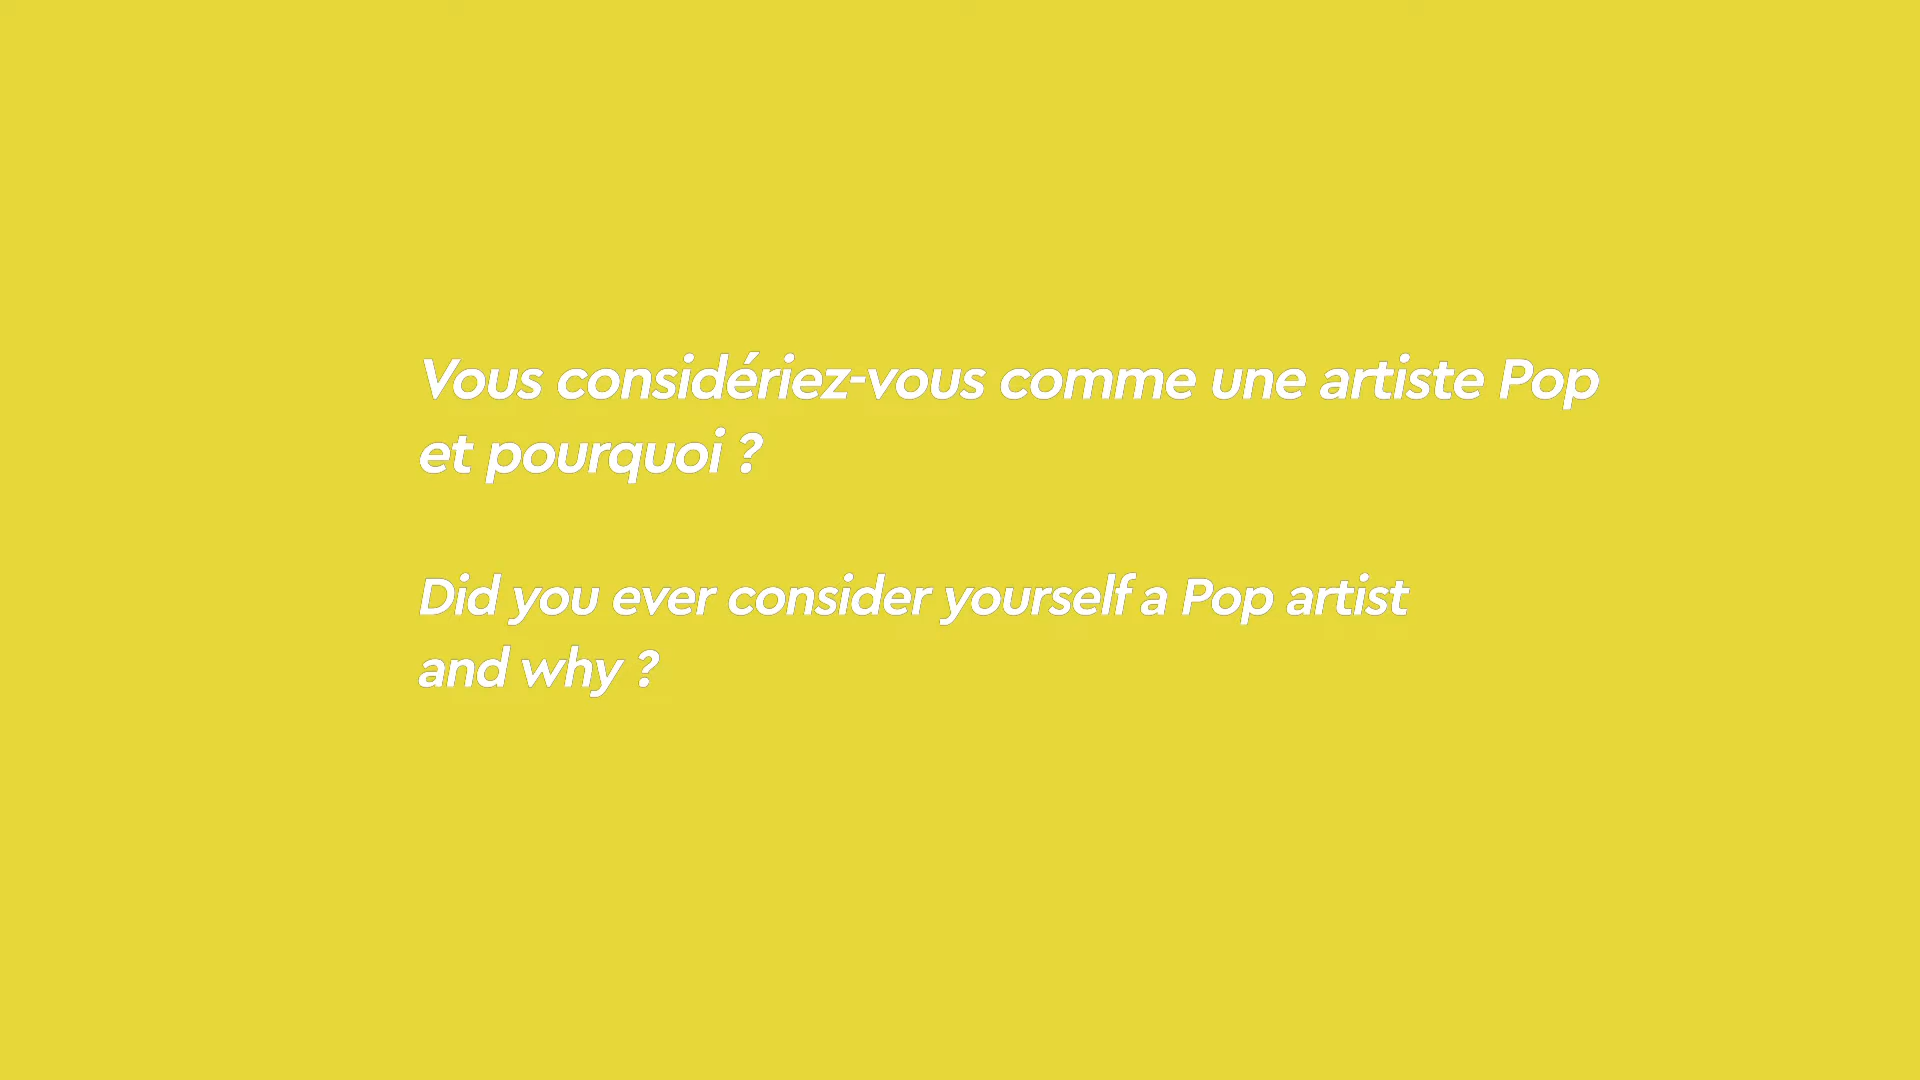 Vous considériez-vous comme une artiste Pop
et pourquoi ?
Did you ever consider yourself a Pop artist
and why ?